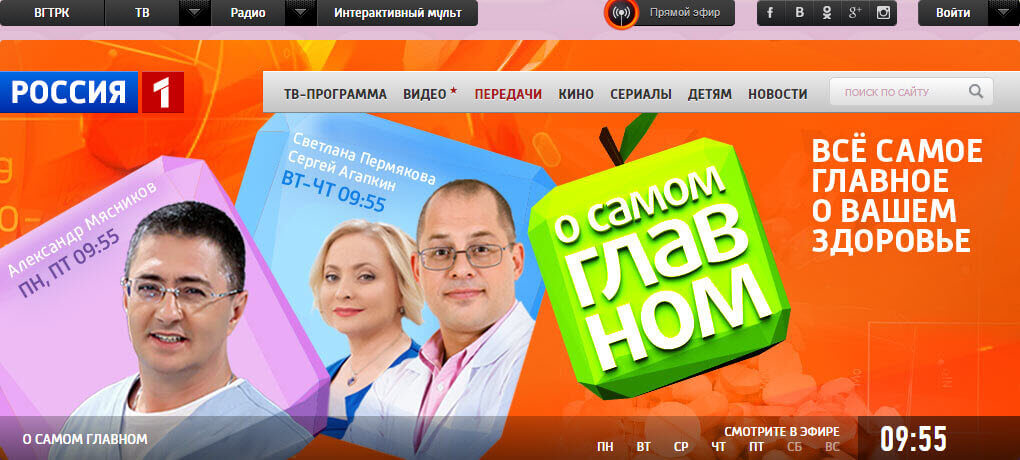 ВГТРК
ТВ
Радио
Интерактивный мульт
Прямой эфир
f
В
g+
Войти
РОССИЯ 1
ТВ-ПРОГРАММА
ВИДЕО*
ПЕРЕДАЧИ
КИНО
СЕРИАЛЫ
ДЕТЯМ
НОВОСТИ
ПОИСК ПО САЙТУ
Александр Мясников
ПН, ПТ 09:55
Светлана Пермякова
Сергей Агапкин
ВТ-ЧТ 09:55
О САМОМ
ГЛАВ
НОМ
ВСЁ САМОЕ
ГЛАВНОЕ
О ВАШЕМ
ЗДОРОВЬЕ
О САМОМ ГЛАВНОМ
СМОТРИТЕ В ЭФИРЕ
ПН ВТ СР ЧТ ПТ СБ ВС
09:55